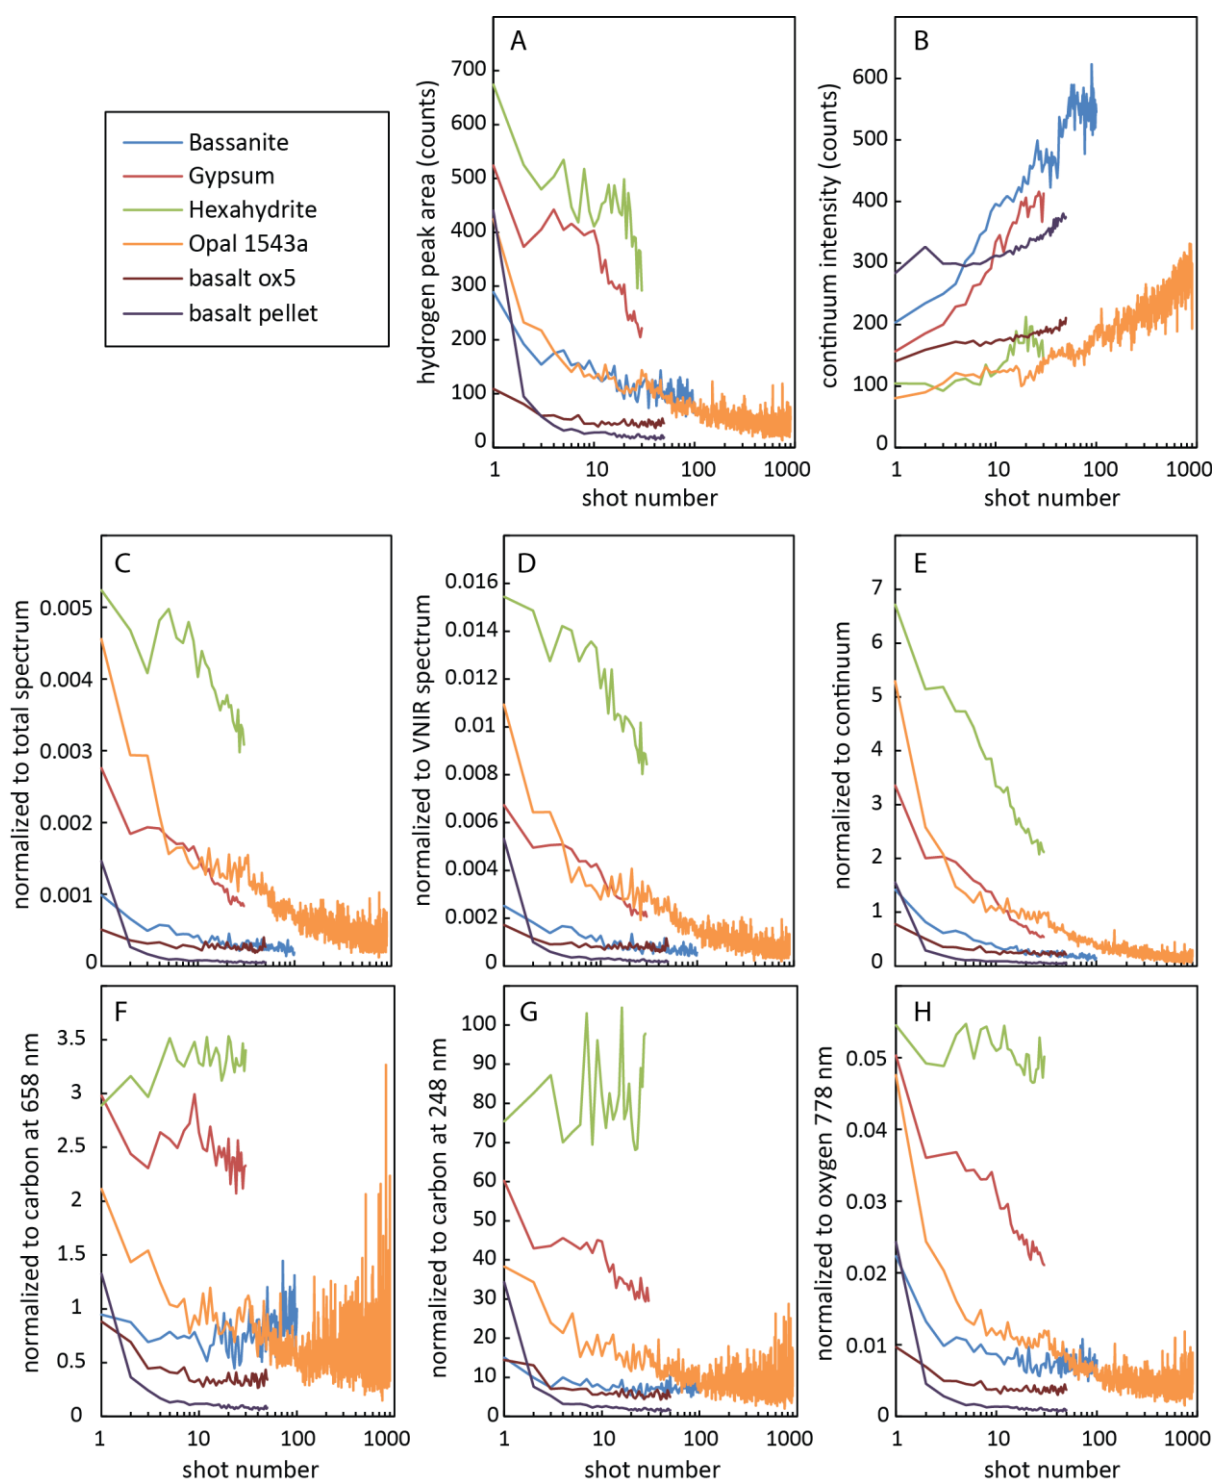 Bassanite
Gypsum
Hexahydrite
Opal 1543a
basalt ox5
basalt pellet
A
hydrogen peak area (counts)
700
600
500
400
300
200
100
0
1 10 100 1000
shot number
B
continuum intensity (counts)
600
500
400
300
200
100
0
1 10 100 1000
shot number
C
normalized to total spectrum
0.005
0.004
0.003
0.002
0.001
0
D
normalized to VNIR spectrum
0.016
0.014
0.012
0.01
0.008
0.006
0.004
0.002
0
E
normalized to continuum
7
6
5
4
3
2
1
0
F
normalized to carbon at 658 nm
3.5
3
2.5
2
1.5
1
0.5
0
1 10 100 1000
shot number
G
normalized to carbon at 248 nm
100
90
80
70
60
50
40
30
20
10
0
1 10 100 1000
shot number
H
normalized to oxygen 778 nm
0.05
0.04
0.03
0.02
0.01
0
1 10 100 1000
shot number